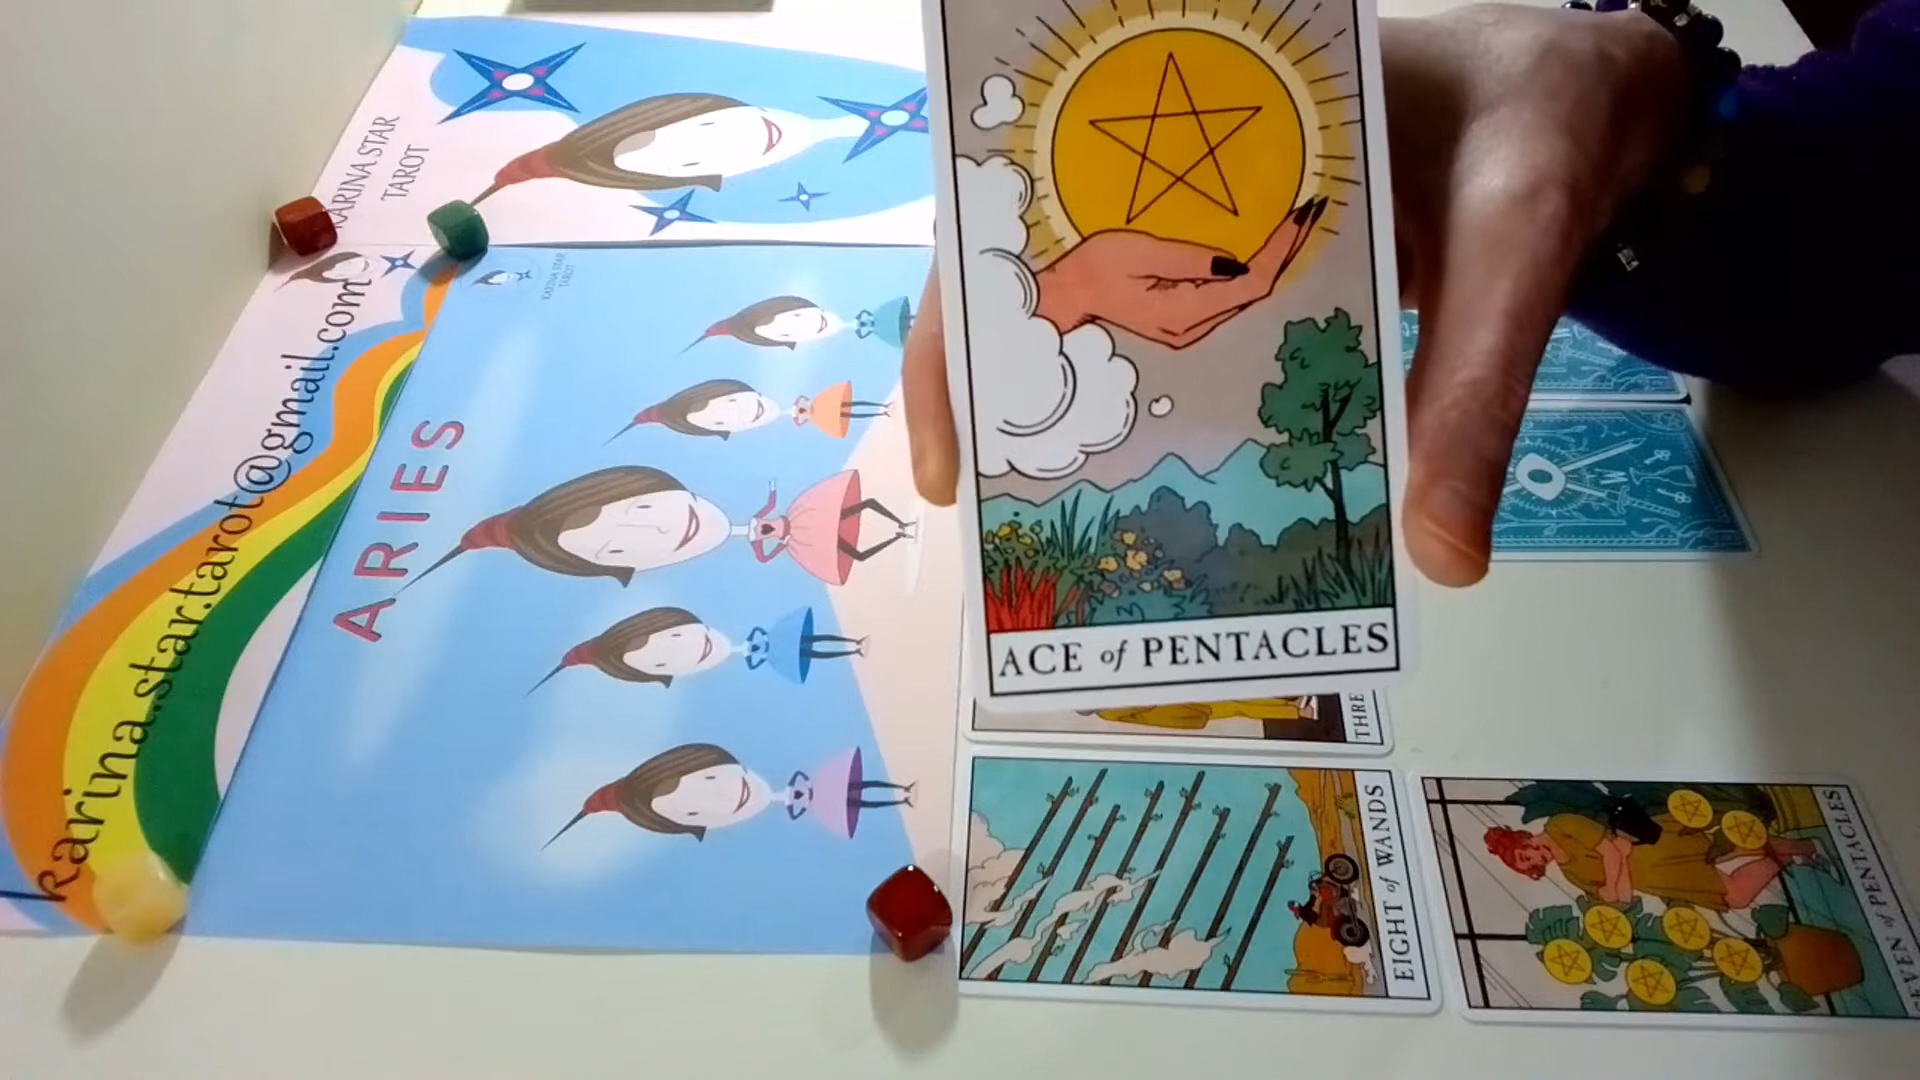 KARINA STAR
TAROT
karina.star.tarot@gmail.com
KARINA STAR
TAROT
ARIES
ACE of PENTACLES
THRE
EIGHT of WANDS
EVEN of PENTACLES
W